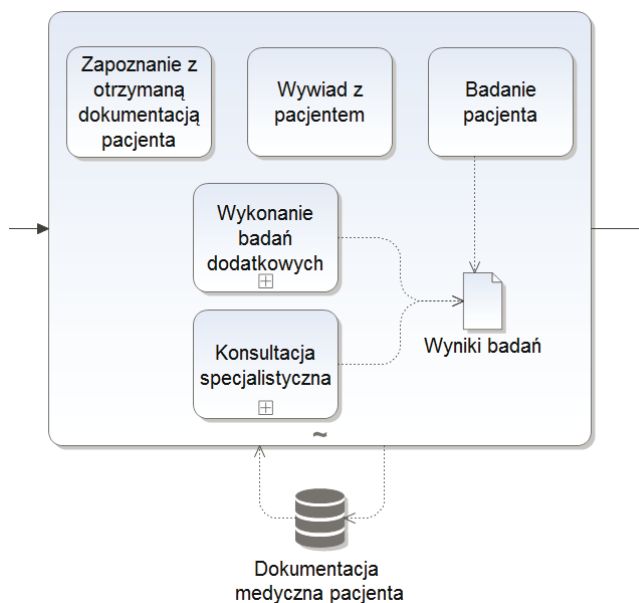 Zapoznanie z
otrzymaną
dokumentacją
pacjenta
Wywiad z
pacjentem
Badanie
pacjenta
Wykonanie
badań
dodatkowych
Konsultacja
specjalistyczna
Wyniki badań
~
Dokumentacja
medyczna pacjenta